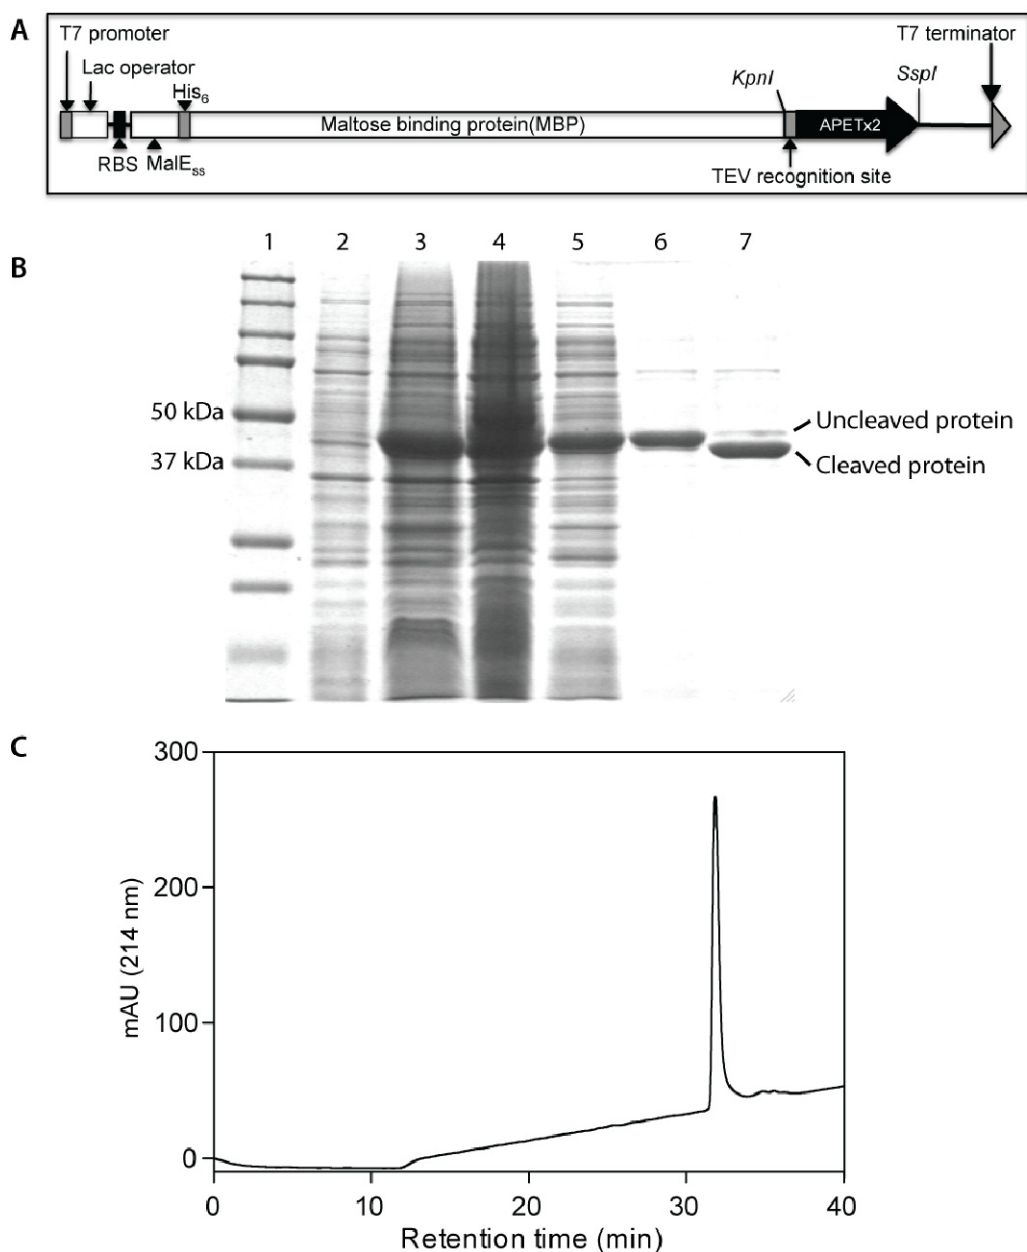 A
T7 promoter
T7 terminator
Lac operator
His6
KpnI
SspI
Maltose binding protein(MBP)
APETx2
RBS
MalEss
TEV recognition site
1 2 3 4 5 6 7
B
50 kDa
37 kDa
Uncleaved protein
Cleaved protein
C
300
200
100
0
mAU (214 nm)
0 10 20 30 40
Retention time (min)